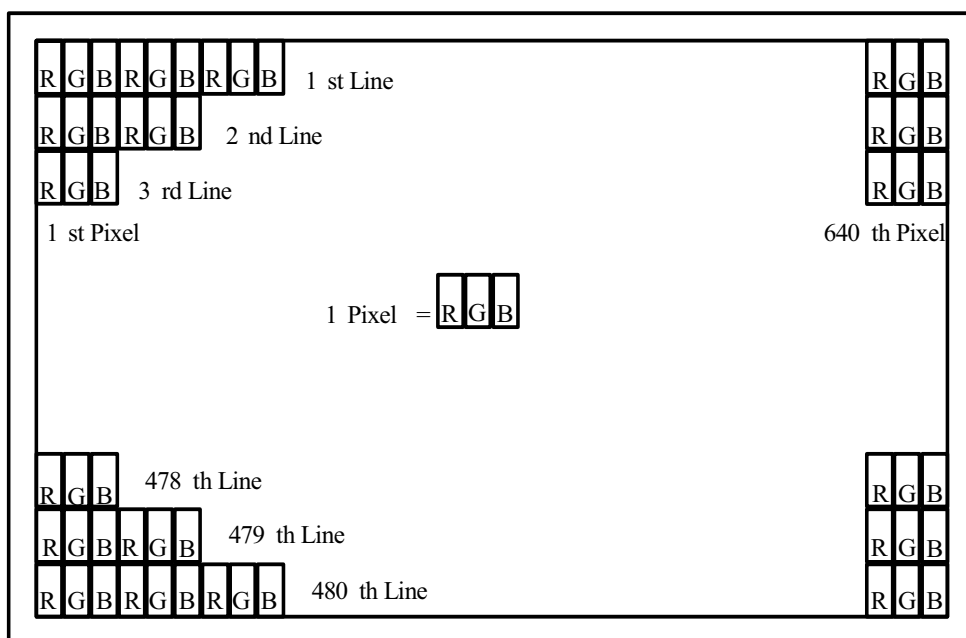 R G B R G B R G B 1 st Line R G B
R G B R G B 2 nd Line R G B
R G B 3 rd Line R G B
1 st Pixel 640 th Pixel
1 Pixel = R G B
R G B 478 th Line R G B
R G B R G B 479 th Line R G B
R G B R G B R G B 480 th Line R G B